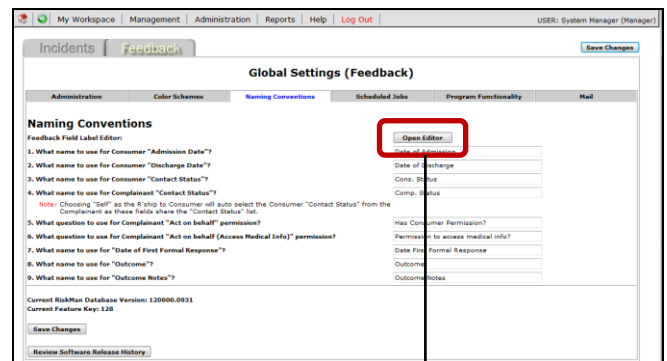 My Workspace | Management | Administration | Reports | Help | Log Out | USER: System Manager (Manager)
Incidents Feedback Save Changes
Global Settings (Feedback)
Administration Color Schemes Naming Conventions Scheduled Jobs Program Functionality Mail
Naming Conventions
Feedback Field Label Editor: Open Editor
1. What name to use for Consumer "Admission Date"? Date of Admission
2. What name to use for Consumer "Discharge Date"? Date of Discharge
3. What name to use for Consumer "Contact Status"? Cons. Status
4. What name to use for Complainant "Contact Status"? Comp. Status
Note: Choosing "Self" as the R'ship to Consumer will auto select the Consumer "Contact Status" from the
Complainant as these fields share the "Contact Status" list.
5. What question to use for Complainant "Act on behalf" permission? Has Consumer Permission?
6. What question to use for Complainant "Act on behalf (Access Medical Info)" permission? Permission to access medical info?
7. What name to use for "Date of First Formal Response"? Date First Formal Response
8. What name to use for "Outcome"? Outcome
9. What name to use for "Outcome Notes"? Outcome Notes
Current RiskMan Database Version: 120600.0931
Current Feature Key: 128
Save Changes
Review Software Release History